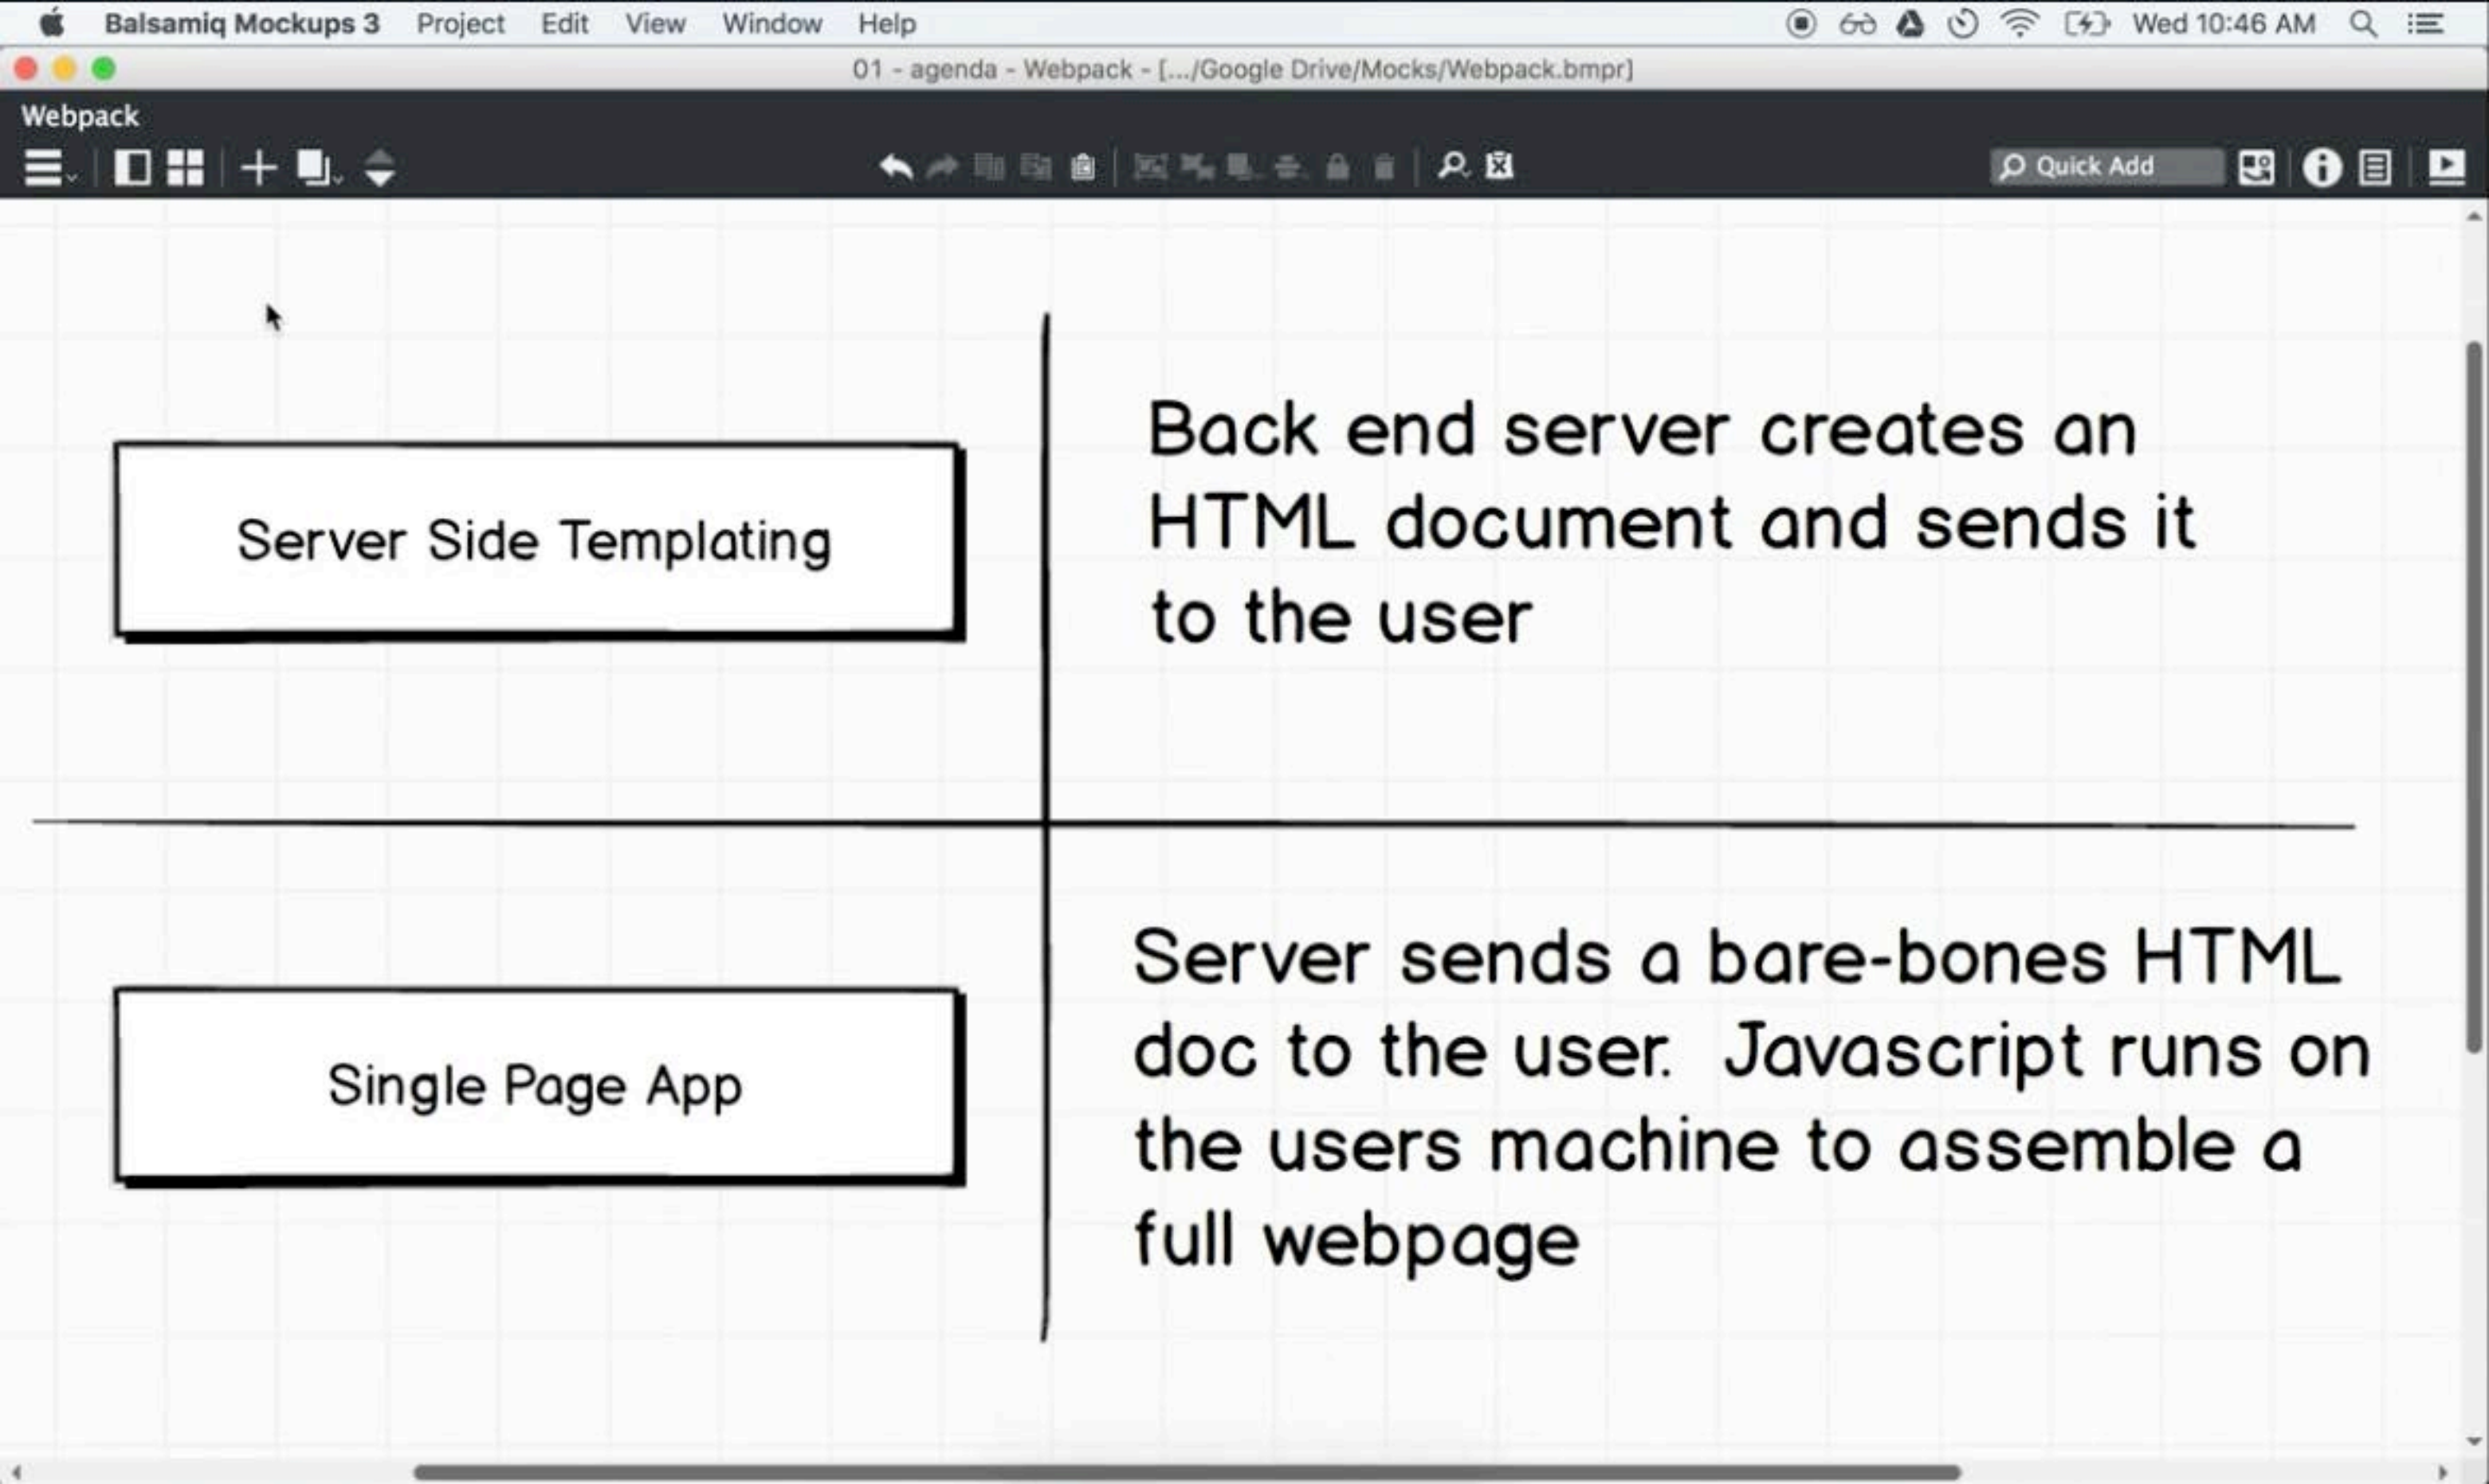 Balsamiq Mockups 3 Project Edit View Window Help Wed 10:46 AM
01 - agenda - Webpack - [.../Google Drive/Mocks/Webpack.bmpr]
Webpack
Quick Add
Server Side Templating
Back end server creates an
HTML document and sends it
to the user
Single Page App
Server sends a bare-bones HTML
doc to the user.  Javascript runs on
the users machine to assemble a
full webpage